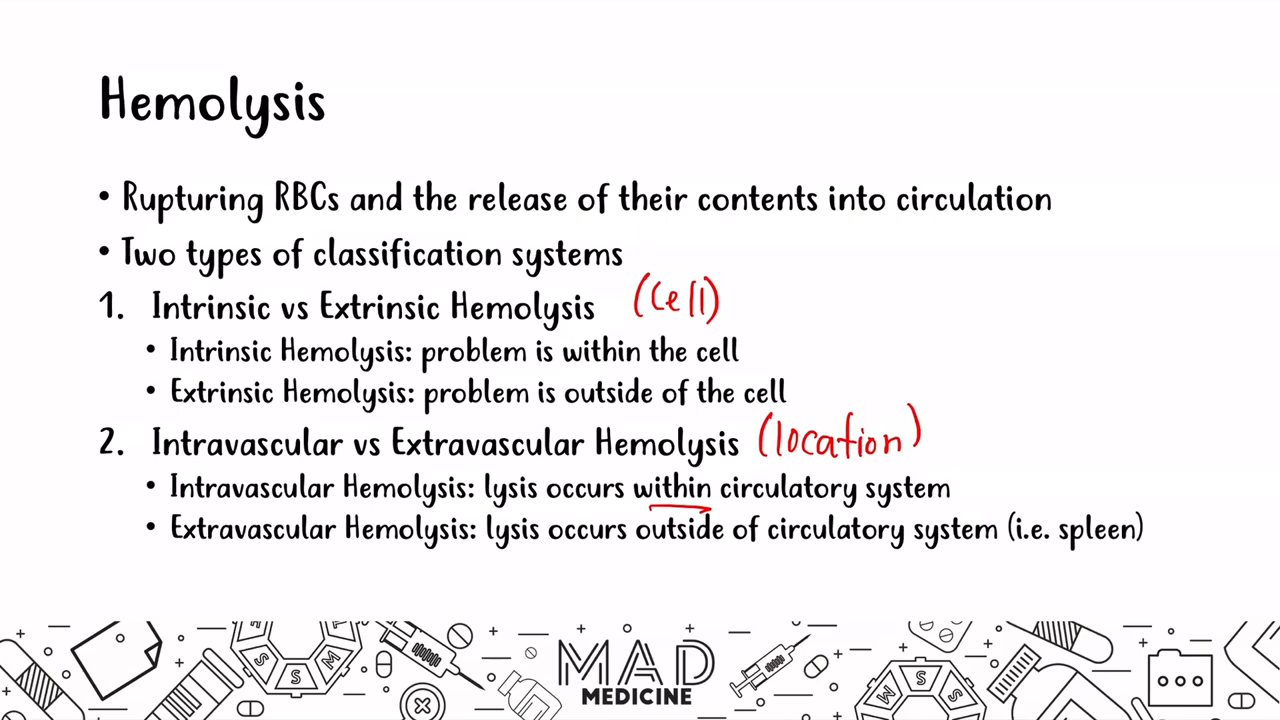 Hemolysis
• Rupturing RBCs and the release of their contents into circulation
• Two types of classification systems
1. Intrinsic vs Extrinsic Hemolysis (Cell)
• Intrinsic Hemolysis: problem is within the cell
• Extrinsic Hemolysis: problem is outside of the cell
2. Intravascular vs Extravascular Hemolysis (location)
• Intravascular Hemolysis: lysis occurs within circulatory system
• Extravascular Hemolysis: lysis occurs outside of circulatory system (i.e. spleen)
S S M
M S S
MAD
MEDICINE